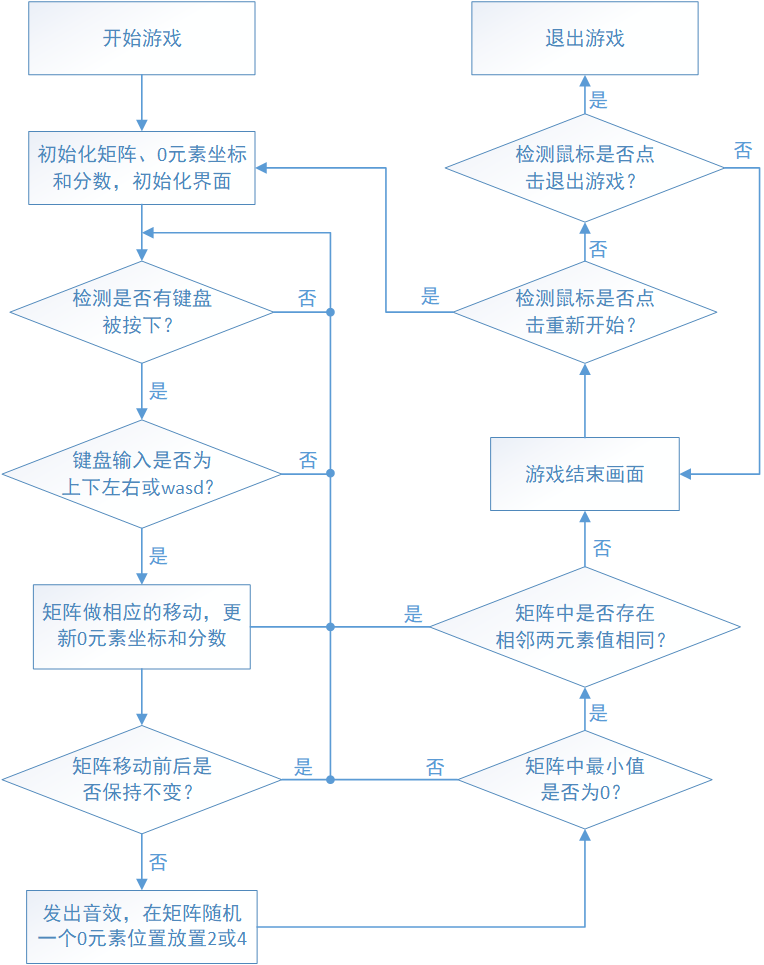 开始游戏
初始化矩阵、0元素坐标
和分数，初始化界面
检测是否有键盘
被按下？
否
是
键盘输入是否为
上下左右或wasd？
否
是
矩阵做相应的移动，更
新0元素坐标和分数
矩阵移动前后是
否保持不变？
是
否
发出音效，在矩阵随机
一个0元素位置放置2或4
矩阵中最小值
是否为0？
否
是
矩阵中是否存在
相邻两元素值相同？
是
否
游戏结束画面
检测鼠标是否点
击重新开始？
是
否
检测鼠标是否点
击退出游戏？
否
是
退出游戏